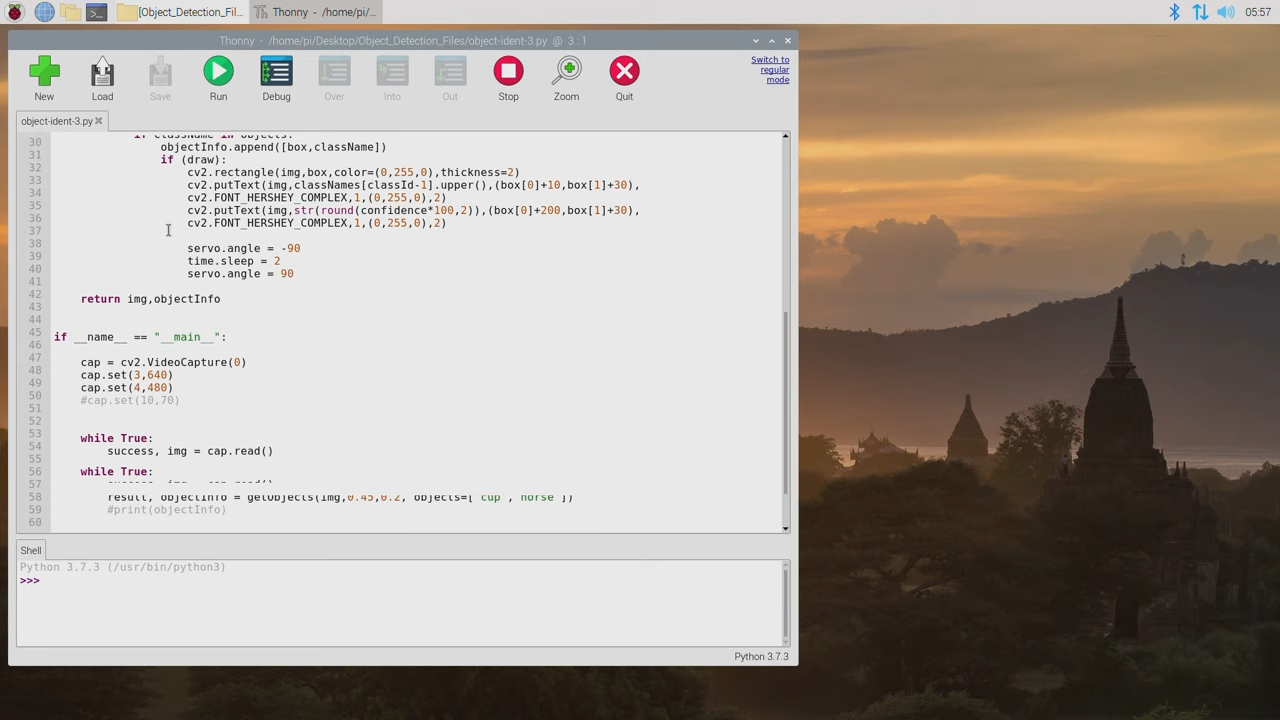 [Object_Detection_Fil...
Thonny - /home/pi/...
05:57
Thonny - /home/pi/Desktop/Object_Detection_Files/object-ident-3.py @ 3 : 1
New
Load
Save
Run
Debug
Over
Into
Out
Stop
Zoom
Quit
Switch to
regular
mode
object-ident-3.py
30 if className in objects:
31 objectInfo.append([box,className])
32 if (draw):
33 cv2.rectangle(img,box,color=(0,255,0),thickness=2)
34 cv2.putText(img,classNames[classId-1].upper(),(box[0]+10,box[1]+30),
35 cv2.FONT_HERSHEY_COMPLEX,1,(0,255,0),2)
36 cv2.putText(img,str(round(confidence*100,2)),(box[0]+200,box[1]+30),
37 cv2.FONT_HERSHEY_COMPLEX,1,(0,255,0),2)
38
39 servo.angle = -90
40 time.sleep = 2
41 servo.angle = 90
42
43 return img,objectInfo
44
45
46 if __name__ == "__main__":
47
48 cap = cv2.VideoCapture(0)
49 cap.set(3,640)
50 cap.set(4,480)
51 #cap.set(10,70)
52
53
54 while True:
55 success, img = cap.read()
56 while True:
57
58 result, objectInfo = getObjects(img,0.45,0.2, objects=['cup','horse'])
59 #print(objectInfo)
60
Shell
Python 3.7.3 (/usr/bin/python3)
>>>
Python 3.7.3